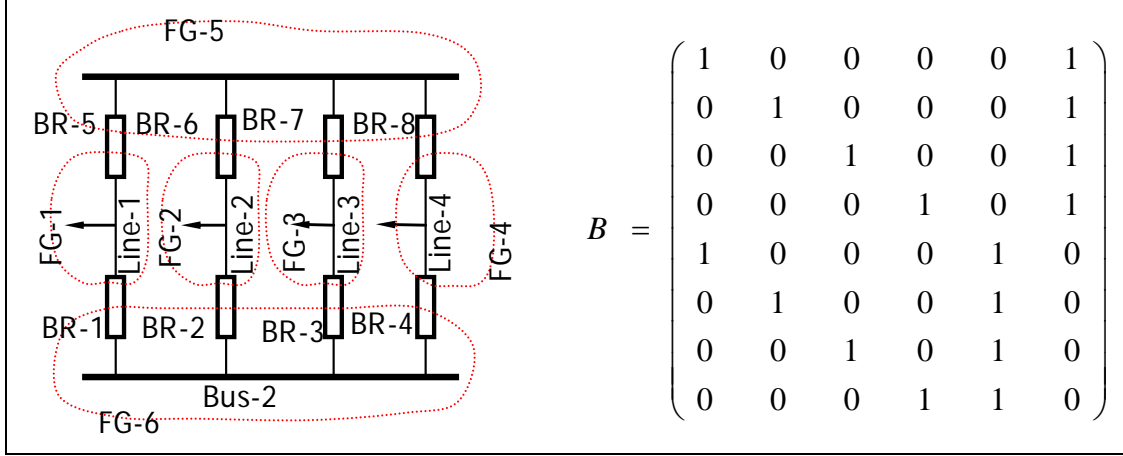 FG-5
BR-5 BR-6 BR-7 BR-8
FG-1 Line-1 FG-2 Line-2 FG-3 Line-3 Line-4 FG-4
BR-1 BR-2 BR-3 BR-4
Bus-2
FG-6
B =
1 0 0 0 0 1
0 1 0 0 0 1
0 0 1 0 0 1
0 0 0 1 0 1
1 0 0 0 1 0
0 1 0 0 1 0
0 0 1 0 1 0
0 0 0 1 1 0